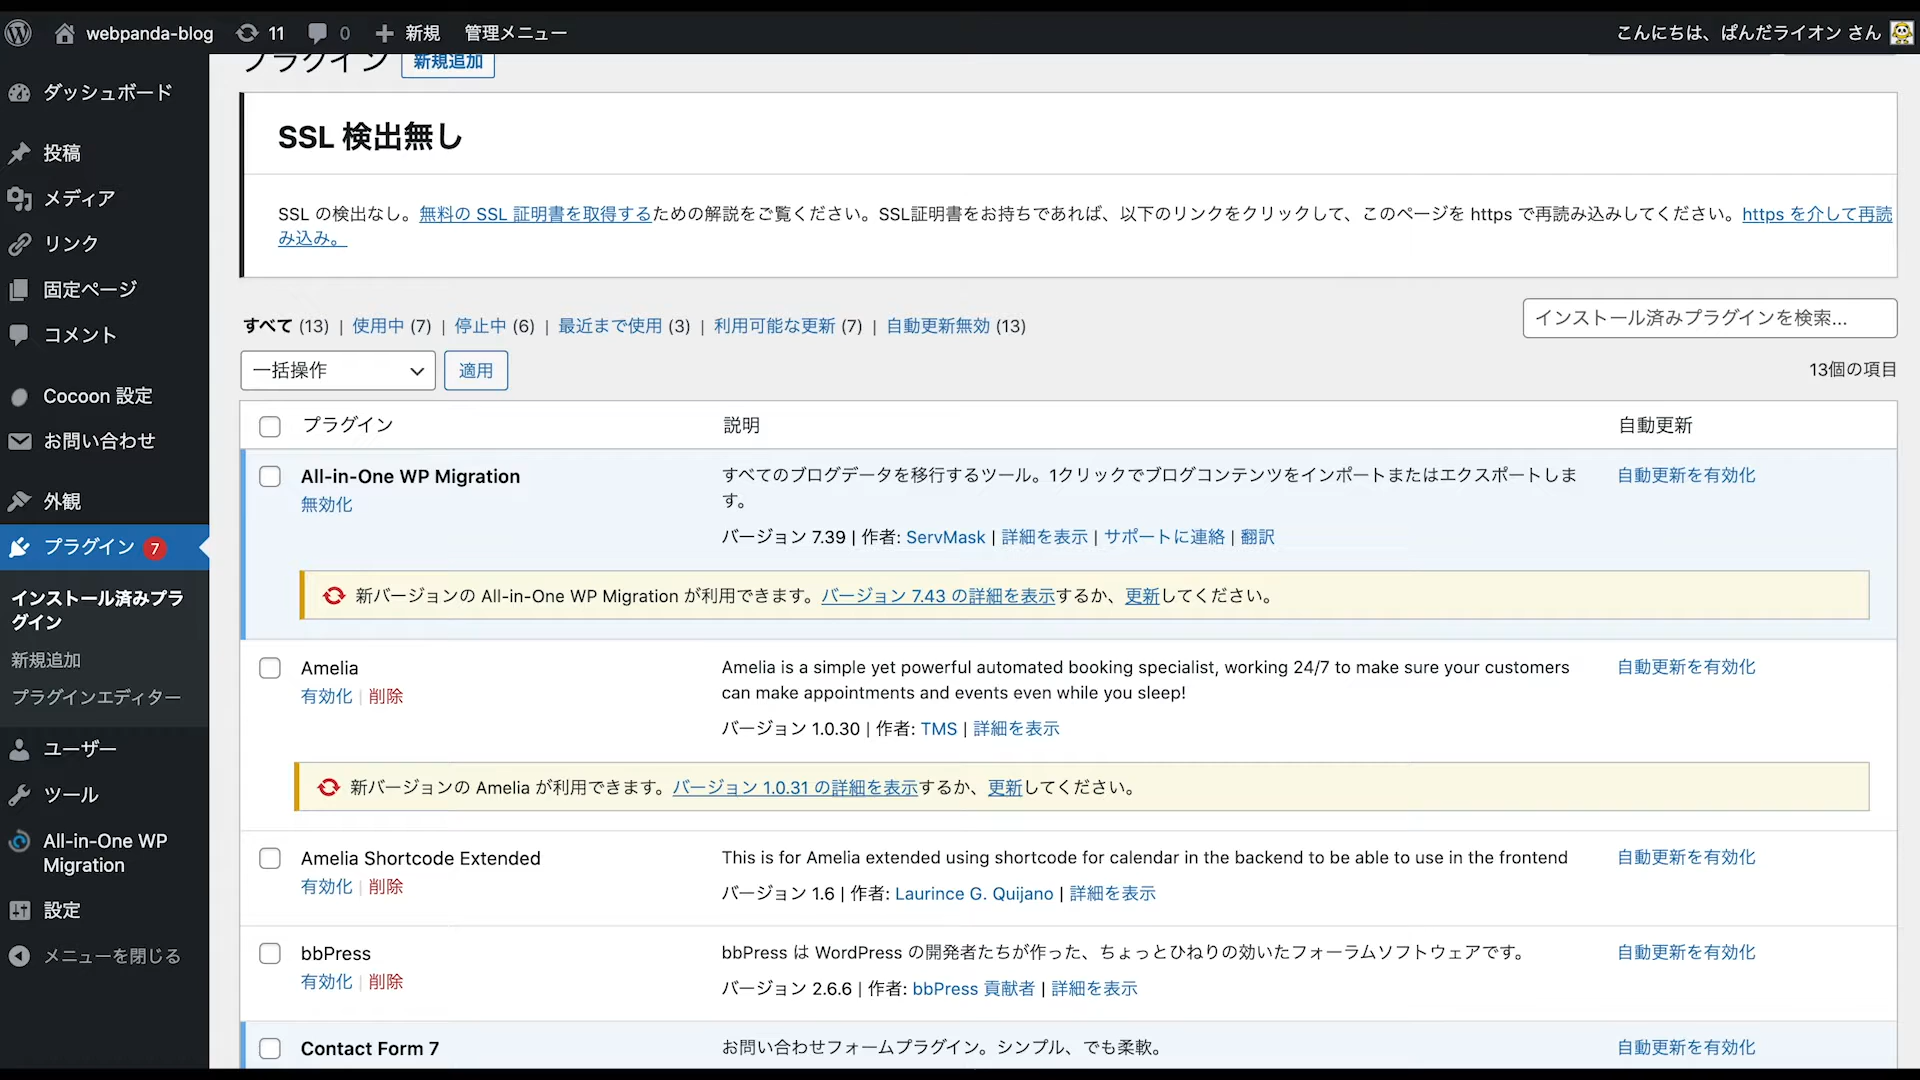 webpanda-blog 11 0 新規 管理メニュー こんにちは、ぱんだライオン さん
プラグイン 新規追加
ダッシュボード
投稿
メディア
リンク
固定ページ
コメント
Cocoon 設定
お問い合わせ
外観
プラグイン 7
インストール済みプラ
グイン
新規追加
プラグインエディター
ユーザー
ツール
All-in-One WP
Migration
設定
メニューを閉じる
SSL 検出無し
SSL の検出なし。無料の SSL 証明書を取得するための解説をご覧ください。SSL証明書をお持ちであれば、以下のリンクをクリックして、このページを https で再読み込みしてください。https を介して再読
み込み。
すべて (13) | 使用中 (7) | 停止中 (6) | 最近まで使用 (3) | 利用可能な更新 (7) | 自動更新無効 (13)
インストール済みプラグインを検索...
一括操作 適用
13個の項目
プラグイン 説明 自動更新
All-in-One WP Migration
無効化
すべてのブログデータを移行するツール。1クリックでブログコンテンツをインポートまたはエクスポートしま
す。
バージョン 7.39 | 作者: ServMask | 詳細を表示 | サポートに連絡 | 翻訳
自動更新を有効化
新バージョンの All-in-One WP Migration が利用できます。バージョン 7.43 の詳細を表示するか、更新してください。
Amelia
有効化 | 削除
Amelia is a simple yet powerful automated booking specialist, working 24/7 to make sure your customers
can make appointments and events even while you sleep!
バージョン 1.0.30 | 作者: TMS | 詳細を表示
自動更新を有効化
新バージョンの Amelia が利用できます。バージョン 1.0.31 の詳細を表示するか、更新してください。
Amelia Shortcode Extended
有効化 | 削除
This is for Amelia extended using shortcode for calendar in the backend to be able to use in the frontend
バージョン 1.6 | 作者: Laurince G. Quijano | 詳細を表示
自動更新を有効化
bbPress
有効化 | 削除
bbPress は WordPress の開発者たちが作った、ちょっとひねりの効いたフォーラムソフトウェアです。
バージョン 2.6.6 | 作者: bbPress 貢献者 | 詳細を表示
自動更新を有効化
Contact Form 7
お問い合わせフォームプラグイン。シンプル、でも柔軟。
自動更新を有効化